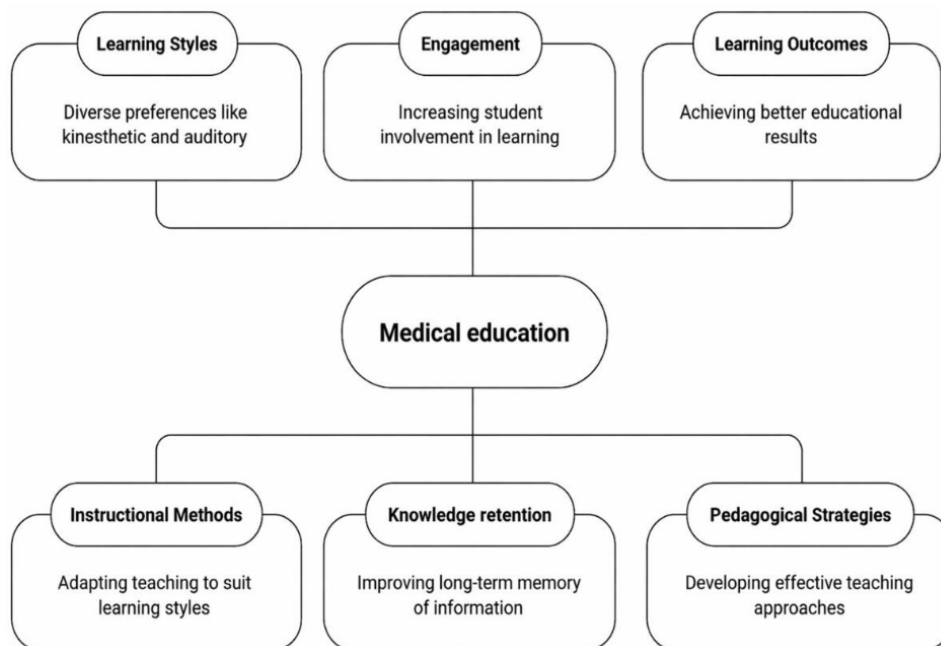 Learning Styles
Diverse preferences like
kinesthetic and auditory
Engagement
Increasing student
involvement in learning
Learning Outcomes
Achieving better educational
results
Medical education
Instructional Methods
Adapting teaching to suit
learning styles
Knowledge retention
Improving long-term memory
of information
Pedagogical Strategies
Developing effective teaching
approaches